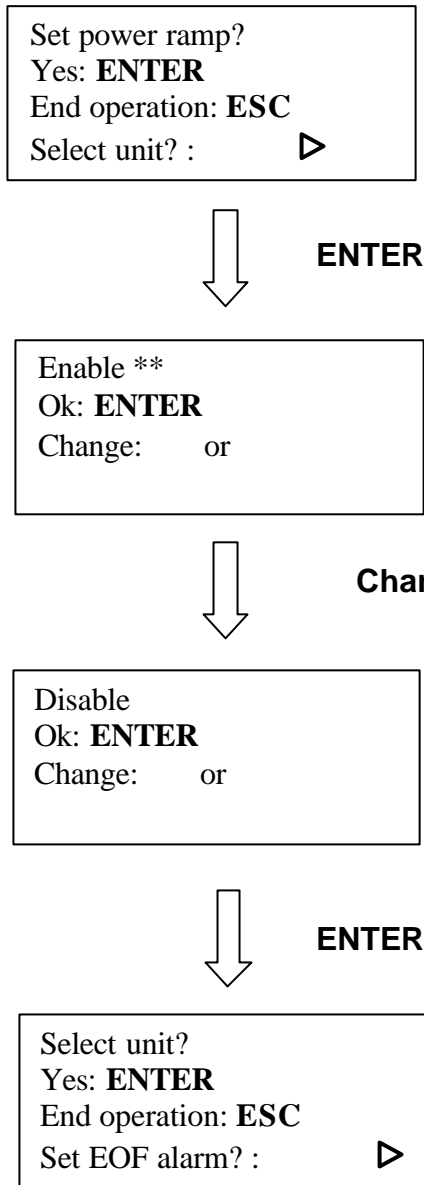 Set power ramp?
Yes: ENTER
End operation: ESC
Select unit? :
ENTER
Enable **
Ok: ENTER
Change: or
Disable
Ok: ENTER
Change: or
ENTER
Select unit?
Yes: ENTER
End operation: ESC
Set EOF alarm? :